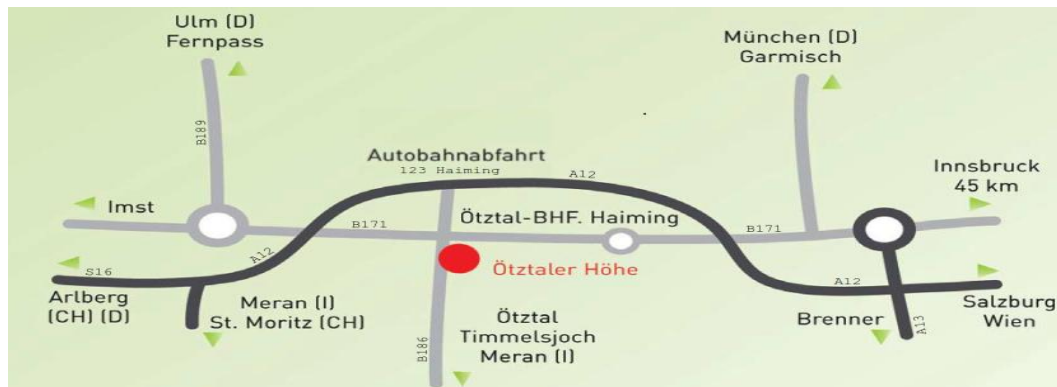 Ulm (D)
Fernpass
München (D)
Garmisch
B189
Autobahnabfahrt
123 Haiming
A12
Innsbruck
45 km
Imst
B171
Ötztal-BHF. Haiming
B171
A12
S16
Ötztaler Höhe
A12
Arlberg
(CH) (D)
Meran (I)
St. Moritz (CH)
Ötztal
Timmelsjoch
Meran (I)
B186
Brenner
A13
Salzburg
Wien